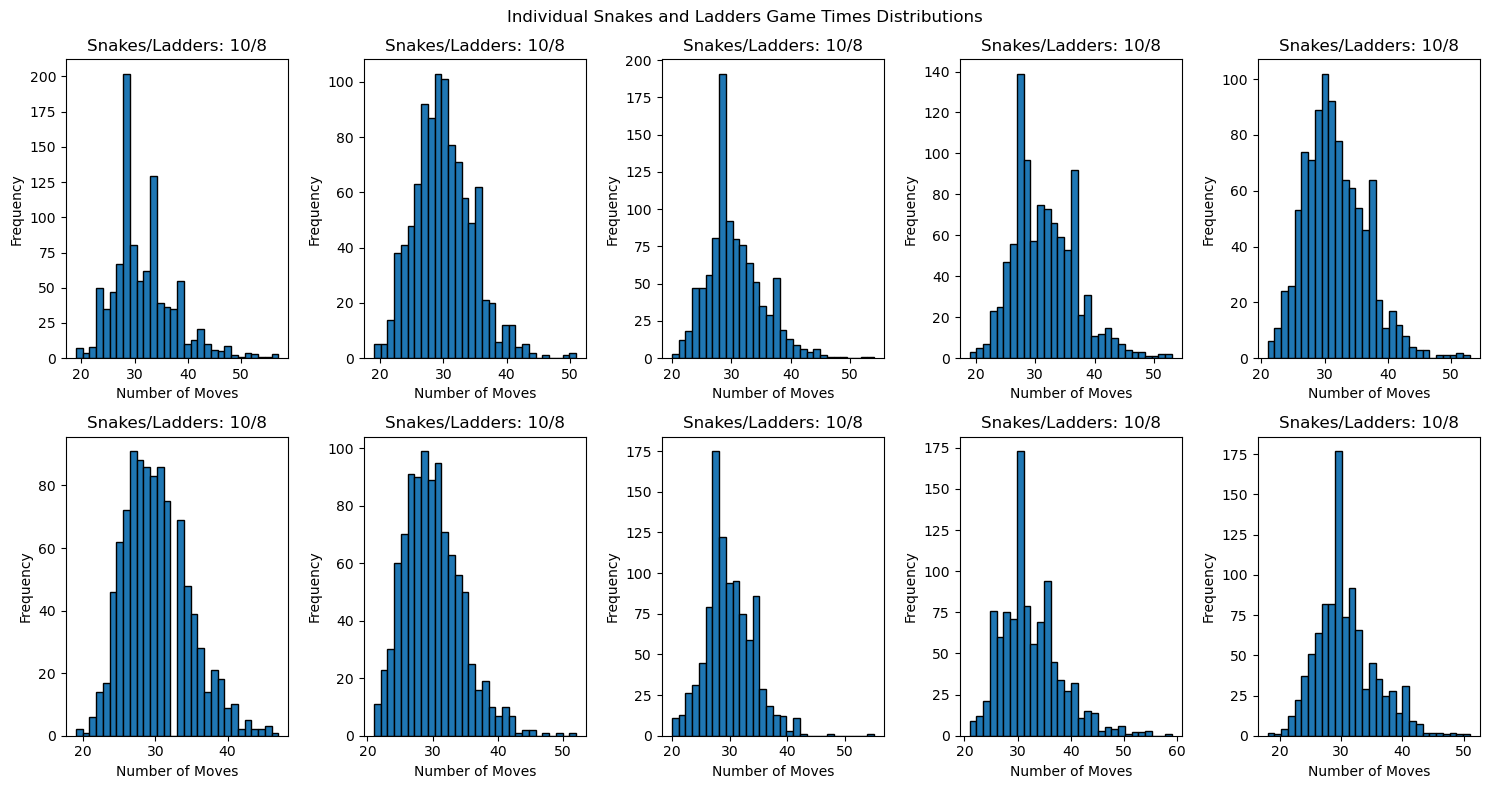 Individual Snakes and Ladders Game Times Distributions
Snakes/Ladders: 10/8 Snakes/Ladders: 10/8 Snakes/Ladders: 10/8 Snakes/Ladders: 10/8 Snakes/Ladders: 10/8
Frequency Frequency Frequency Frequency Frequency
200 175 150 125 100 75 50 25 0
100 80 60 40 20 0
200 175 150 125 100 75 50 25 0
140 120 100 80 60 40 20 0
100 80 60 40 20 0
20 30 40 50 20 30 40 50 20 30 40 50 20 30 40 50 20 30 40 50
Number of Moves Number of Moves Number of Moves Number of Moves Number of Moves
Snakes/Ladders: 10/8 Snakes/Ladders: 10/8 Snakes/Ladders: 10/8 Snakes/Ladders: 10/8 Snakes/Ladders: 10/8
Frequency Frequency Frequency Frequency Frequency
80 60 40 20 0
100 80 60 40 20 0
175 150 125 100 75 50 25 0
175 150 125 100 75 50 25 0
175 150 125 100 75 50 25 0
20 30 40 20 30 40 50 20 30 40 50 20 30 40 50 60 20 30 40 50
Number of Moves Number of Moves Number of Moves Number of Moves Number of Moves